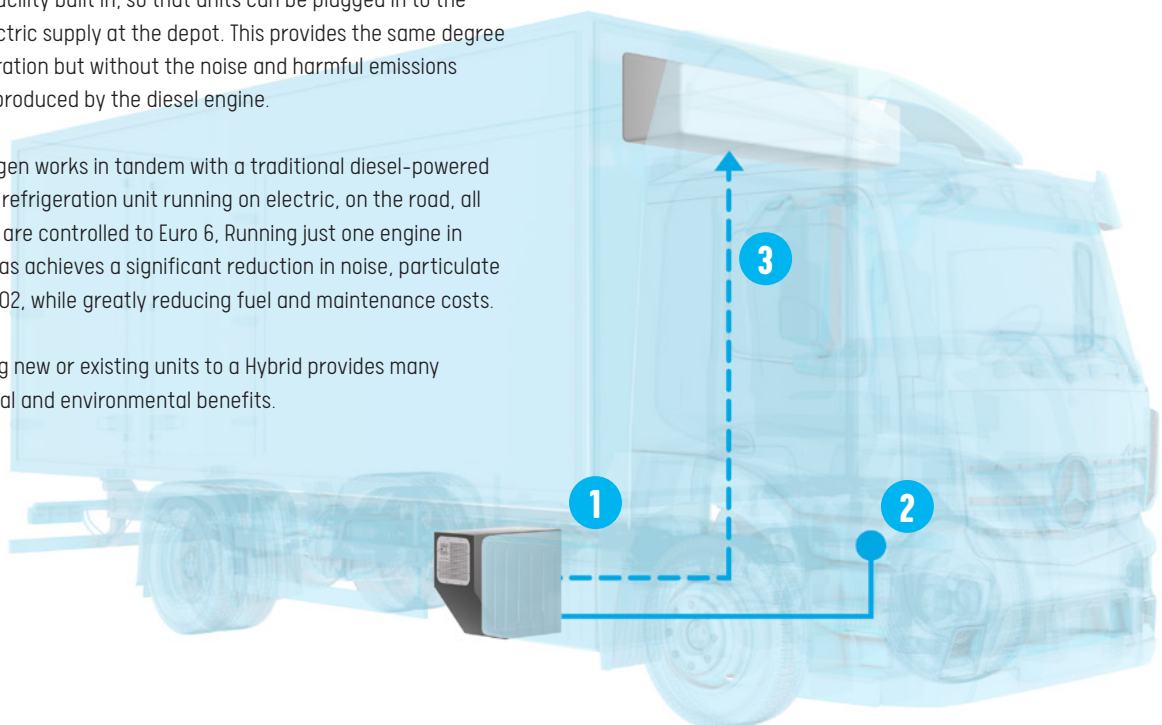 acility built in, so that units can be plugged in to the
ctric supply at the depot. This provides the same degree
ration but without the noise and harmful emissions
produced by the diesel engine.
gen works in tandem with a traditional diesel-powered
refrigeration unit running on electric, on the road, all
are controlled to Euro 6, Running just one engine in
as achieves a significant reduction in noise, particulate
02, while greatly reducing fuel and maintenance costs.
g new or existing units to a Hybrid provides many
al and environmental benefits.
3
1
2